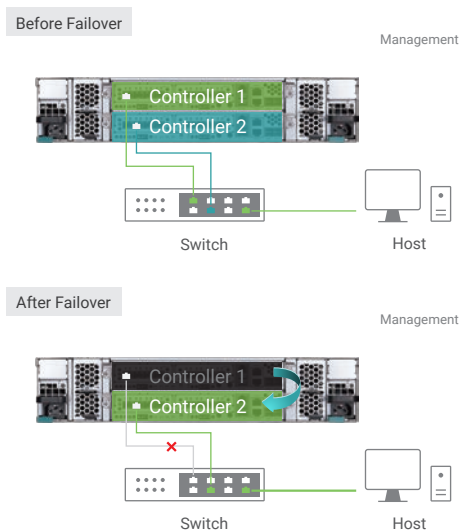 Before Failover
Management
Controller 1
Controller 2
Switch
Host
After Failover
Management
Controller 1
Controller 2
Switch
Host